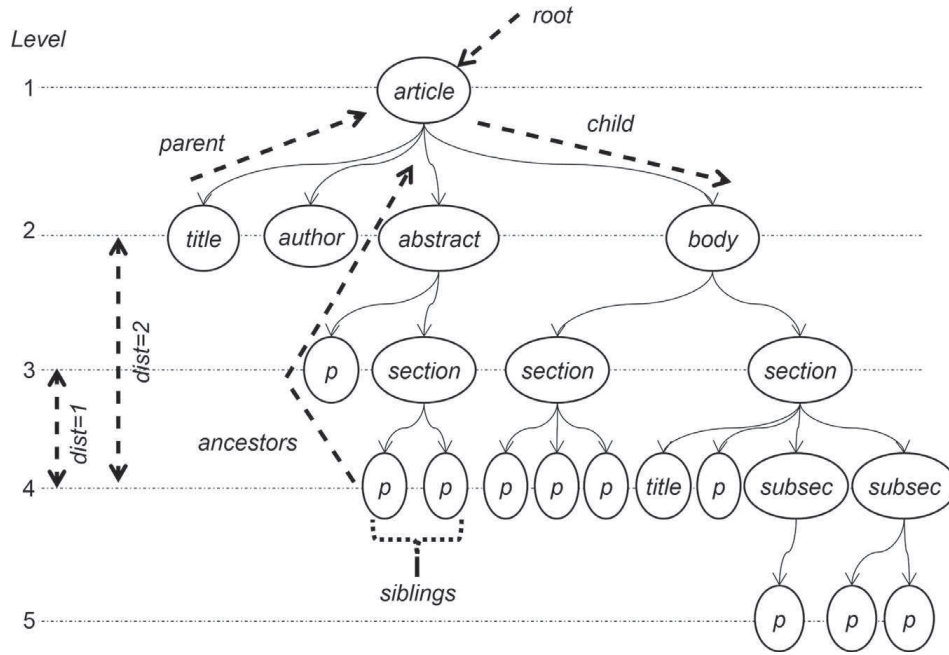 root
Level
1
article
parent
child
2
title
author
abstract
body
dist=2
3
p
section
section
section
dist=1
ancestors
4
p
p
p
p
p
title
p
subsec
subsec
siblings
5
p
p
p